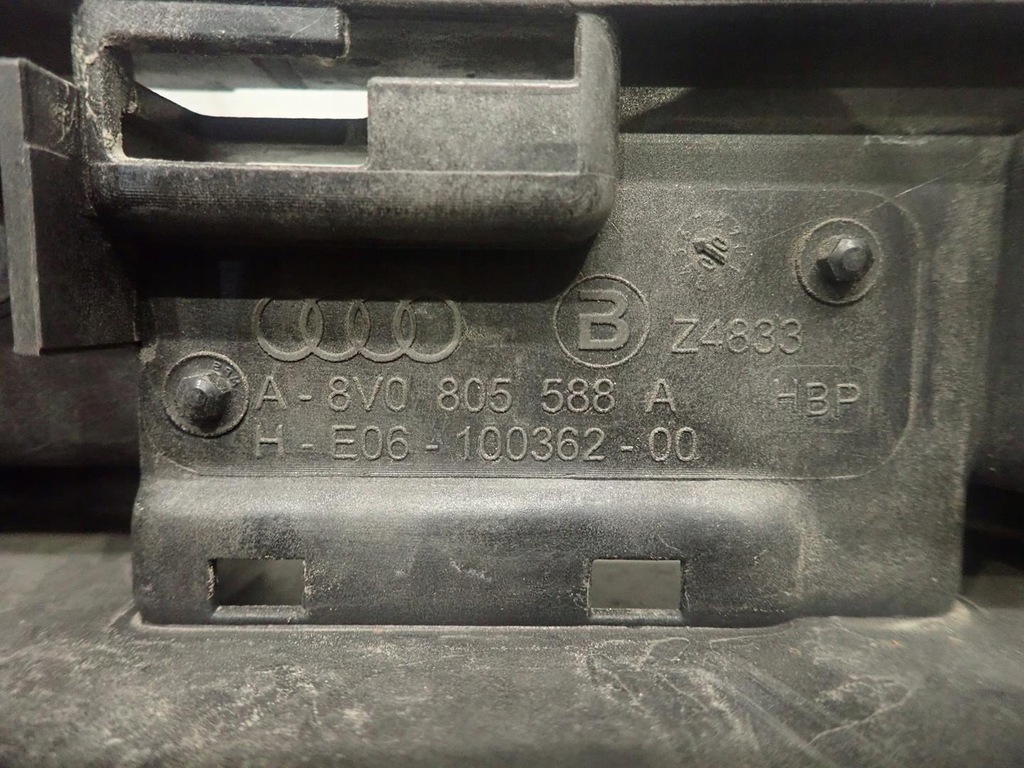 B
Z4833
A - 8V0 805 588 A
HBP
H - E06 - 100362 - 00